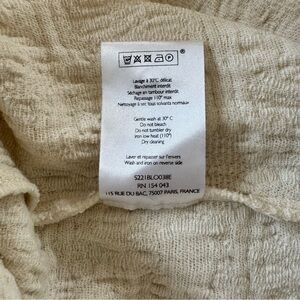 ®
Lavage à 30°C délicat
Blanchiment interdit
Séchage en tambour interdit
Repassage 110° max
Nettoyage à sec tous solvants normaux
Gentle wash at 30° C
Do not bleach
Do not tumble dry
iron low heat (110°)
Dry cleaning
Laver et repasser sur l'envers
Wash and iron on reverse side
S221BLO038E
RN 154 043
115 RUE DU BAC, 75007 PARIS, FRANCE